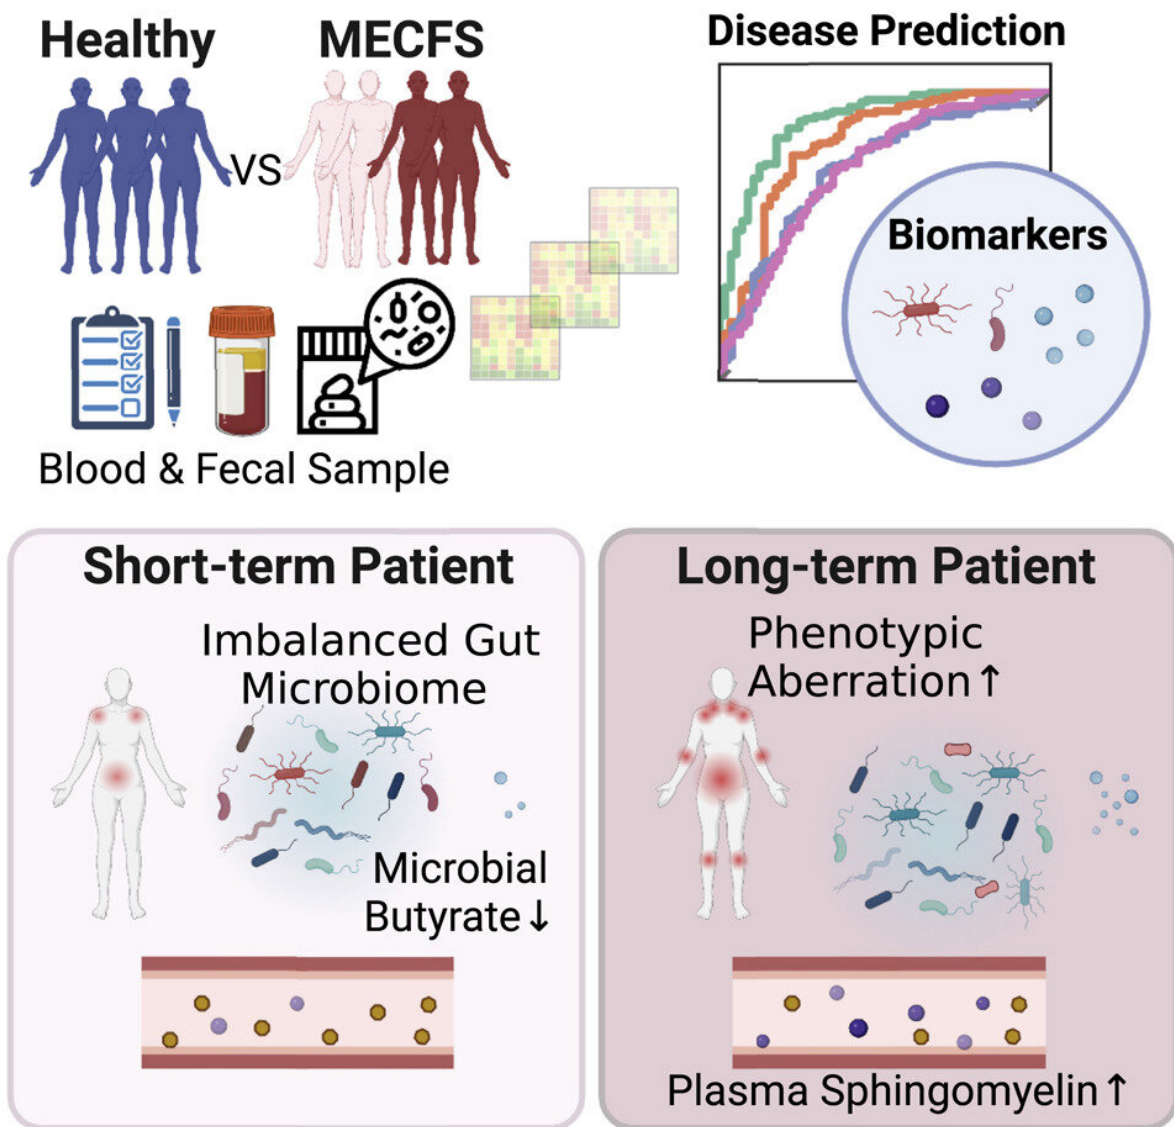 Healthy
MECFS
Disease Prediction
VS
Biomarkers
Blood & Fecal Sample
Short-term Patient
Imbalanced Gut
Microbiome
Microbial
Butyrate↓
Long-term Patient
Phenotypic
Aberration↑
Plasma Sphingomyelin↑